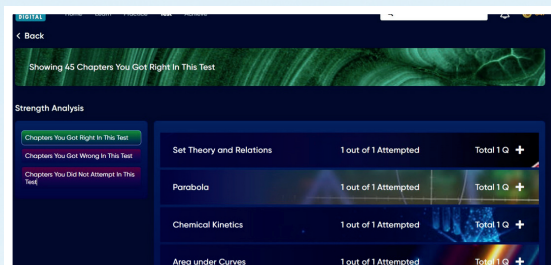 DIGITAL
Home Learn Practice Test Achieve
< Back
Showing 45 Chapters You Got Right In This Test
Strength Analysis
Chapters You Got Right In This Test
Chapters You Got Wrong In This Test
Chapters You Did Not Attempt In This
Test
Set Theory and Relations 1 out of 1 Attempted Total 1 Q +
Parabola 1 out of 1 Attempted Total 1 Q +
Chemical Kinetics 1 out of 1 Attempted Total 1 Q +
Area under Curves 1 out of 1 Attempted Total 1 Q +